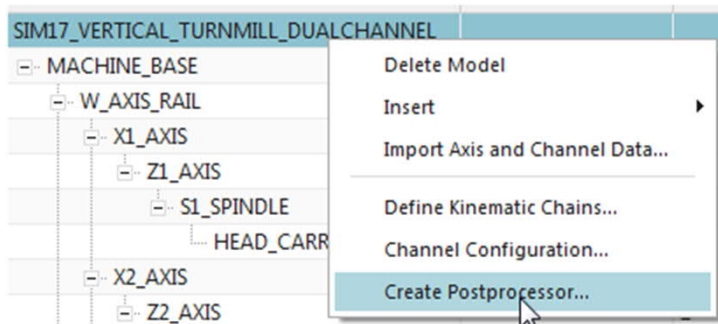 SIM17_VERTICAL_TURNMILL_DUALCHANNEL
MACHINE_BASE
W_AXIS_RAIL
X1_AXIS
Z1_AXIS
S1_SPINDLE
HEAD_CARR
X2_AXIS
Z2_AXIS
Delete Model
Insert
Import Axis and Channel Data...
Define Kinematic Chains...
Channel Configuration...
Create Postprocessor...